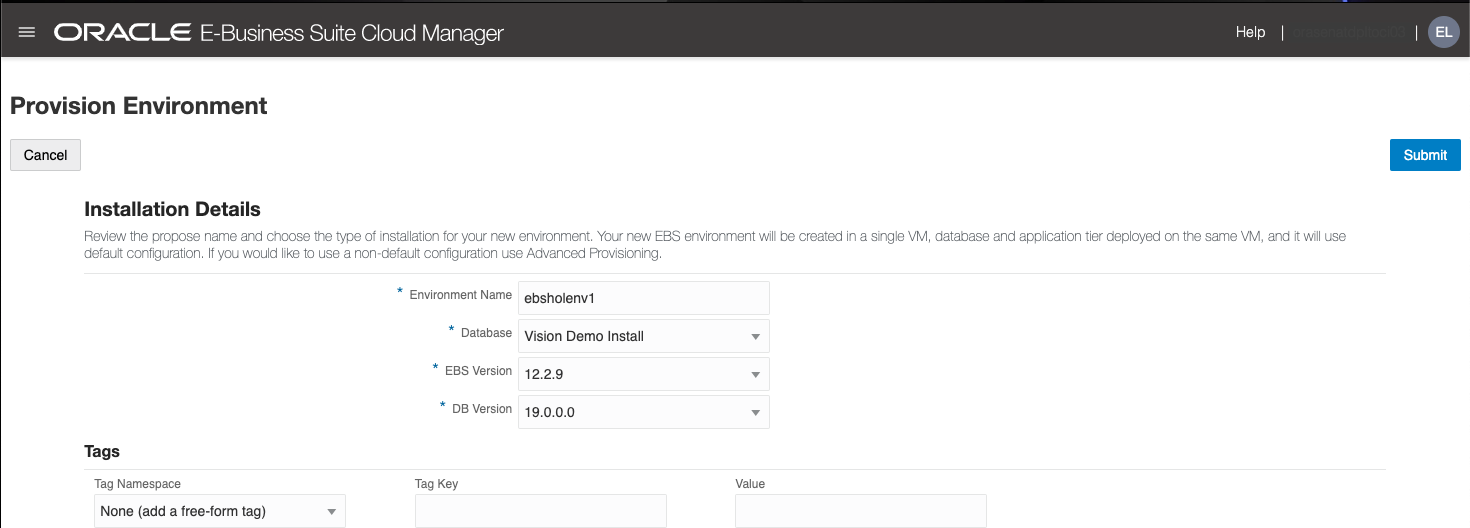 ORACLE E-Business Suite Cloud Manager Help | | EL
Provision Environment
Cancel Submit
Installation Details
Review the propose name and choose the type of installation for your new environment. Your new EBS environment will be created in a single VM, database and application tier deployed on the same VM, and it will use
default configuration. If you would like to use a non-default configuration use Advanced Provisioning.
* Environment Name ebsholenv1
* Database Vision Demo Install
* EBS Version 12.2.9
* DB Version 19.0.0.0
Tags
Tag Namespace Tag Key Value
None (add a free-form tag)